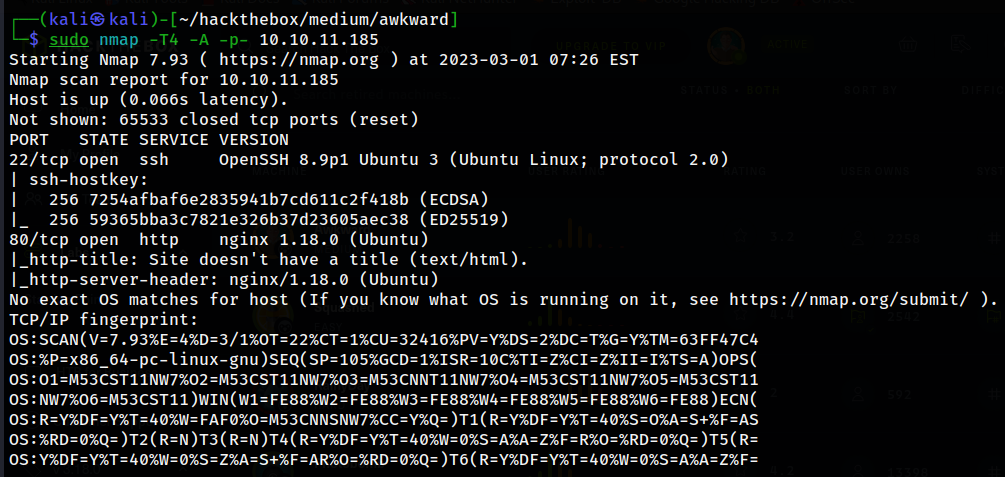 ┌──(kali㉿kali)-[~/hackthebox/medium/awkward]
└─$ sudo nmap -T4 -A -p- 10.10.11.185
Starting Nmap 7.93 ( https://nmap.org ) at 2023-03-01 07:26 EST
Nmap scan report for 10.10.11.185
Host is up (0.066s latency).
Not shown: 65533 closed tcp ports (reset)
PORT   STATE SERVICE VERSION
22/tcp open  ssh     OpenSSH 8.9p1 Ubuntu 3 (Ubuntu Linux; protocol 2.0)
| ssh-hostkey:
|   256 7254afbaf6e2835941b7cd611c2f418b (ECDSA)
|_  256 59365bba3c7821e326b37d23605aec38 (ED25519)
80/tcp open  http    nginx 1.18.0 (Ubuntu)
|_http-title: Site doesn't have a title (text/html).
|_http-server-header: nginx/1.18.0 (Ubuntu)
No exact OS matches for host (If you know what OS is running on it, see https://nmap.org/submit/ ).
TCP/IP fingerprint:
OS:SCAN(V=7.93%E=4%D=3/1%OT=22%CT=1%CU=32416%PV=Y%DS=2%DC=T%G=Y%TM=63FF47C4
OS:%P=x86_64-pc-linux-gnu)SEQ(SP=105%GCD=1%ISR=10C%TI=Z%CI=Z%II=I%TS=A)OPS(
OS:O1=M53CST11NW7%O2=M53CST11NW7%O3=M53CNNT11NW7%O4=M53CST11NW7%O5=M53CST11
OS:NW7%O6=M53CST11)WIN(W1=FE88%W2=FE88%W3=FE88%W4=FE88%W5=FE88%W6=FE88)ECN(
OS:R=Y%DF=Y%T=40%W=FAF0%O=M53CNNSNW7%CC=Y%Q=)T1(R=Y%DF=Y%T=40%S=O%A=S+%F=AS
OS:%RD=0%Q=)T2(R=N)T3(R=N)T4(R=Y%DF=Y%T=40%W=0%S=A%A=Z%F=R%O=%RD=0%Q=)T5(R=
OS:Y%DF=Y%T=40%W=0%S=Z%A=S+%F=AR%O=%RD=0%Q=)T6(R=Y%DF=Y%T=40%W=0%S=A%A=Z%F=